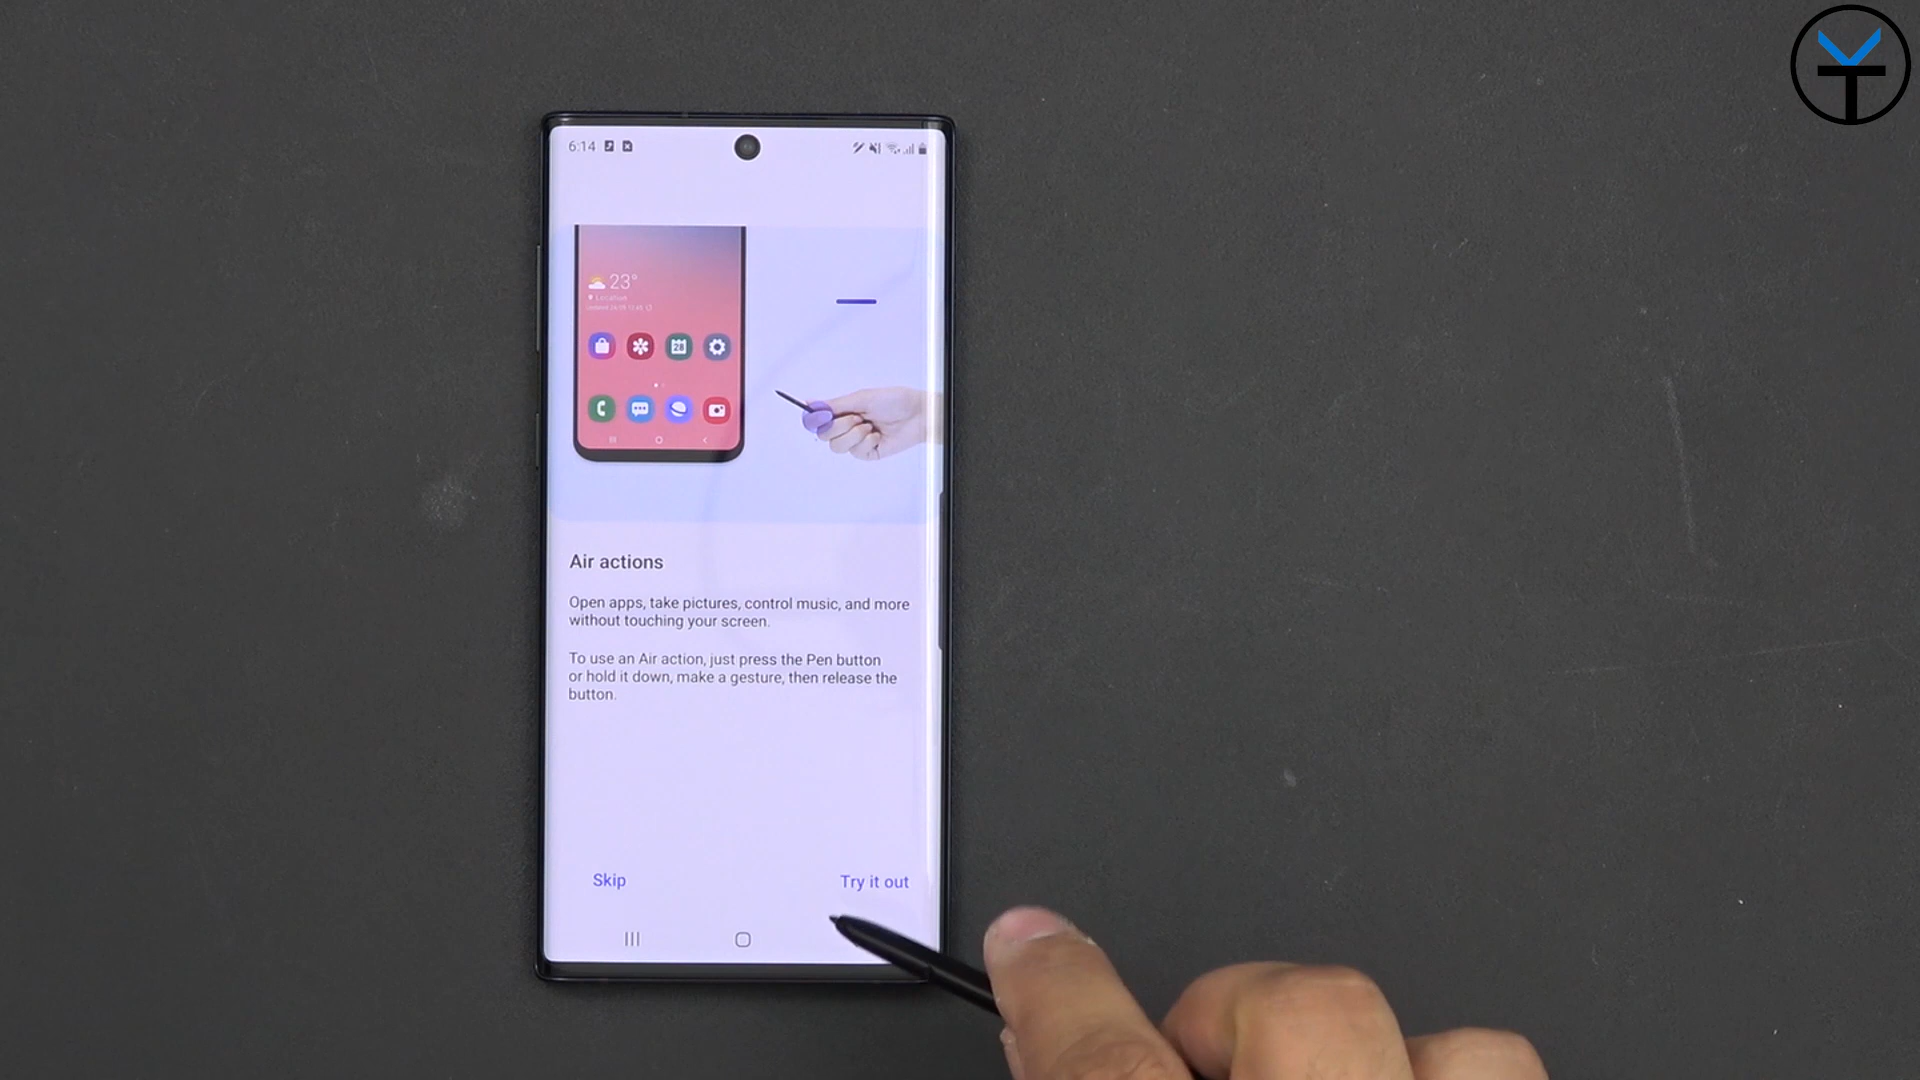 6:14
23°
Location
28
Air actions
Open apps, take pictures, control music, and more
without touching your screen.
To use an Air action, just press the Pen button
or hold it down, make a gesture, then release the
button.
Skip
Try it out